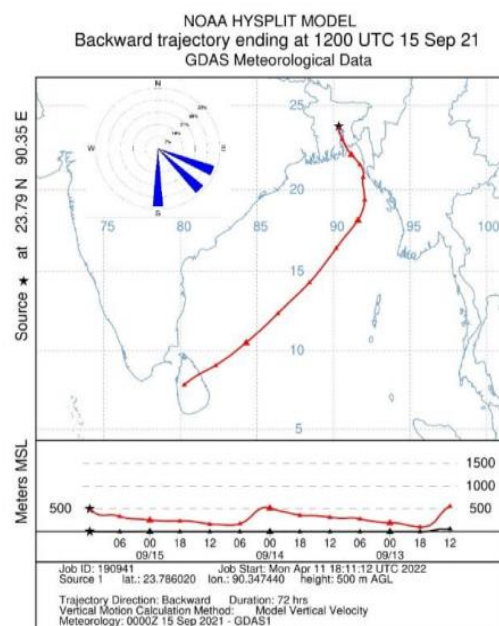 NOAA HYSPLIT MODEL
Backward trajectory ending at 1200 UTC 15 Sep 21
GDAS Meteorological Data
Source ★ at 23.79 N 90.35 E
N
W
E
S
25
20
15
10
5
80
85
90
95
100
Meters MSL
500
1500
1000
500
06 00 18 12 06 00 18 12 06 00 18 12
09/15 09/14 09/13
Job ID: 190941 Job Start: Mon Apr 11 18:11:12 UTC 2022
Source 1 lat.: 23.786020 lon.: 90.347440 height: 500 m AGL
Trajectory Direction: Backward Duration: 72 hrs
Vertical Motion Calculation Method: Model Vertical Velocity
Meteorology: 0000Z 15 Sep 2021 - GDAS1